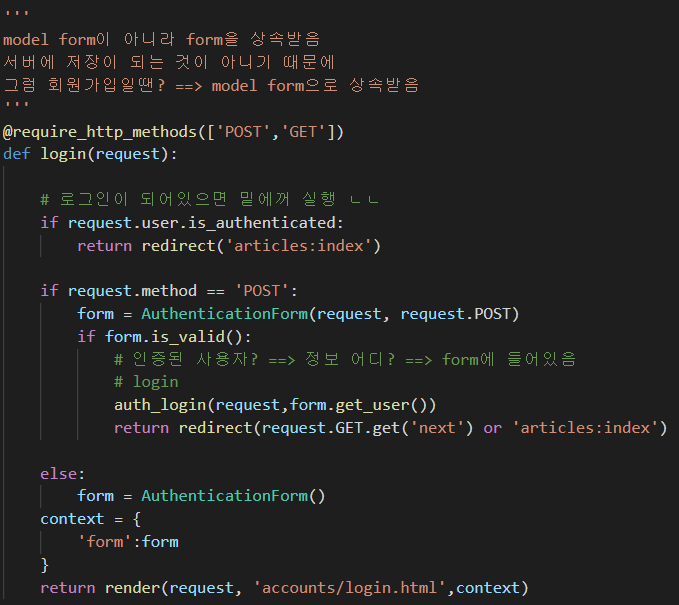 '''
model form이 아니라 form을 상속받음
서버에 저장이 되는 것이 아니기 때문에
그럼 회원가입일땐? ==> model form으로 상속받음
'''
@require_http_methods(['POST','GET'])
def login(request):
# 로그인이 되어있으면 밑에꺼 실행 ㄴㄴ
if request.user.is_authenticated:
return redirect('articles:index')
if request.method == 'POST':
form = AuthenticationForm(request, request.POST)
if form.is_valid():
# 인증된 사용자? ==> 정보 어디? ==> form에 들어있음
# login
auth_login(request,form.get_user())
return redirect(request.GET.get('next') or 'articles:index')
else:
form = AuthenticationForm()
context = {
'form':form
}
return render(request, 'accounts/login.html',context)